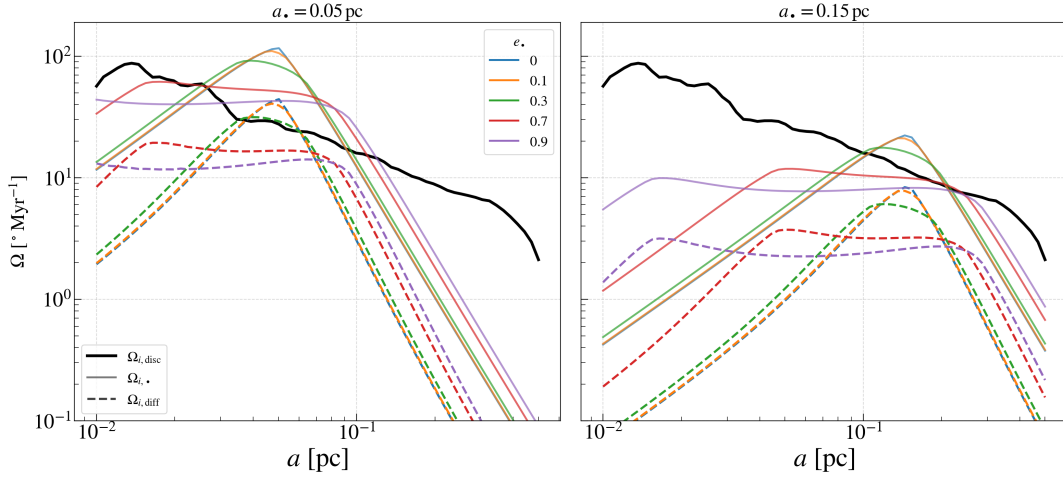 a• = 0.05 pc
a• = 0.15 pc
Ω [° Myr⁻¹]
10²
10¹
10⁰
10⁻¹
e•
0
0.1
0.3
0.7
0.9
Ωi,disc
Ωi,•
Ωi,diff
10⁻²
10⁻¹
10⁻²
10⁻¹
a [pc]
a [pc]